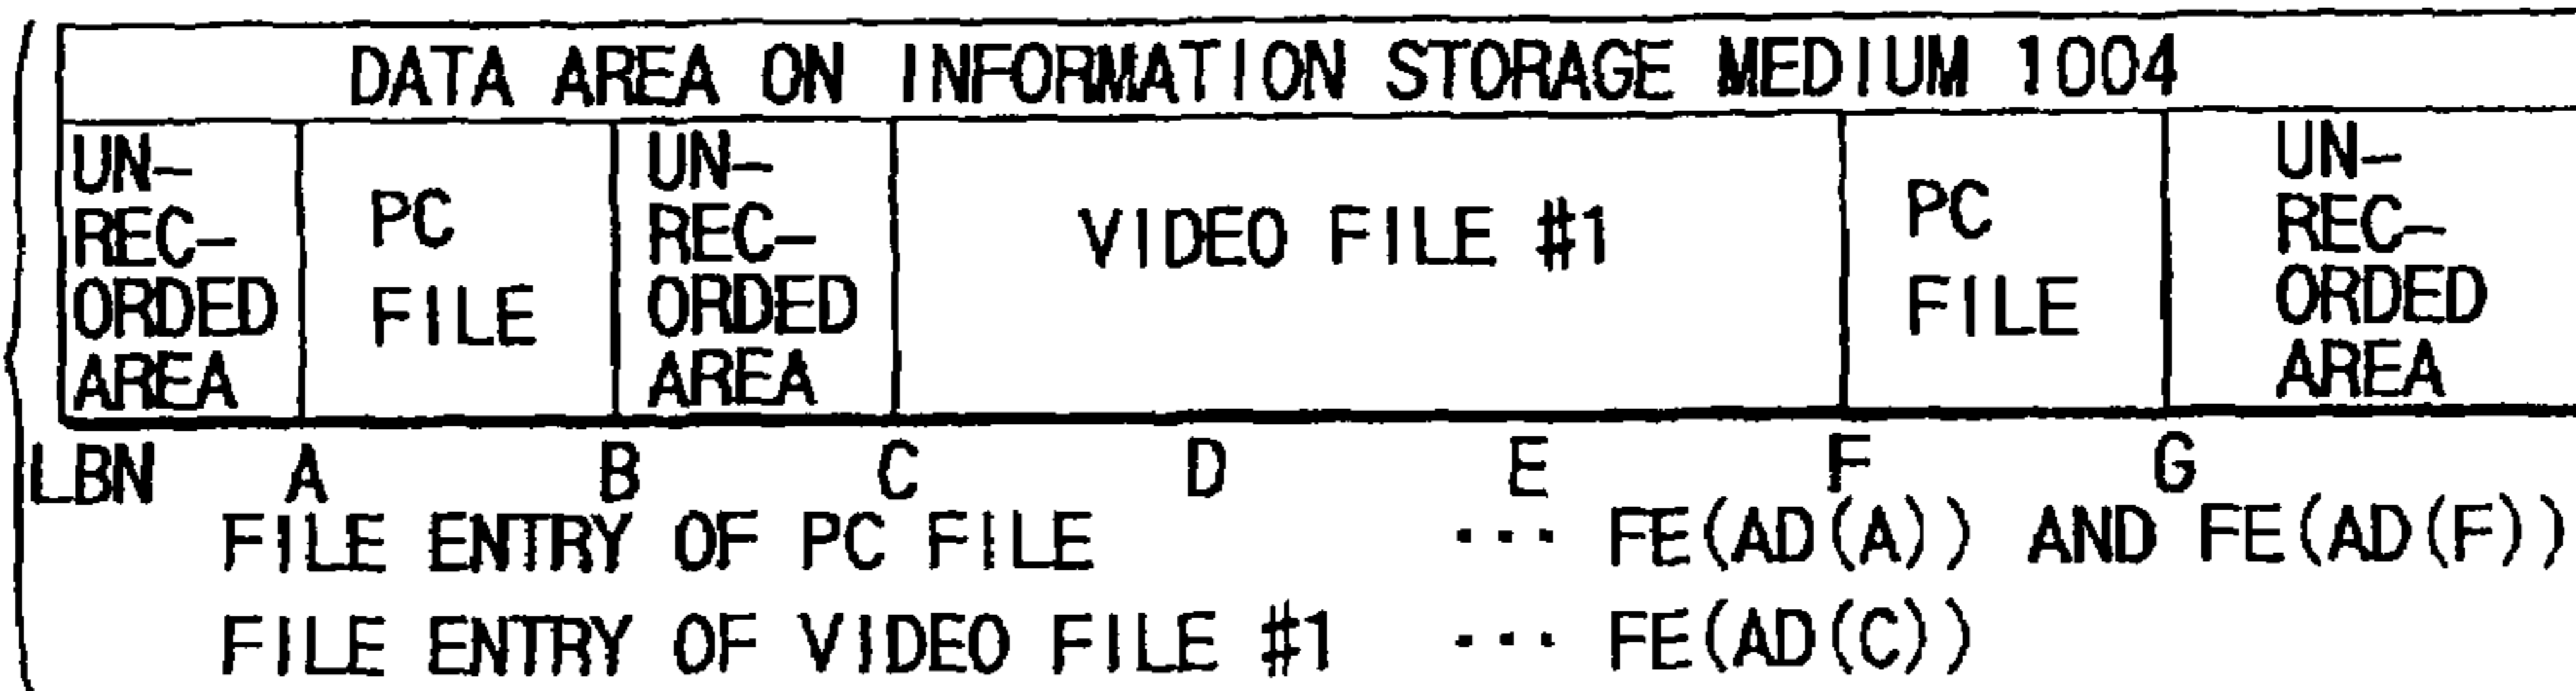 DATA AREA ON INFORMATION STORAGE MEDIUM 1004
UN-
REC-
ORDED
AREA
PC
FILE
UN-
REC-
ORDED
AREA
VIDEO FILE #1
PC
FILE
UN-
REC-
ORDED
AREA
LBN A B C D E F G
FILE ENTRY OF PC FILE ··· FE(AD(A)) AND FE(AD(F))
FILE ENTRY OF VIDEO FILE #1 ··· FE(AD(C))